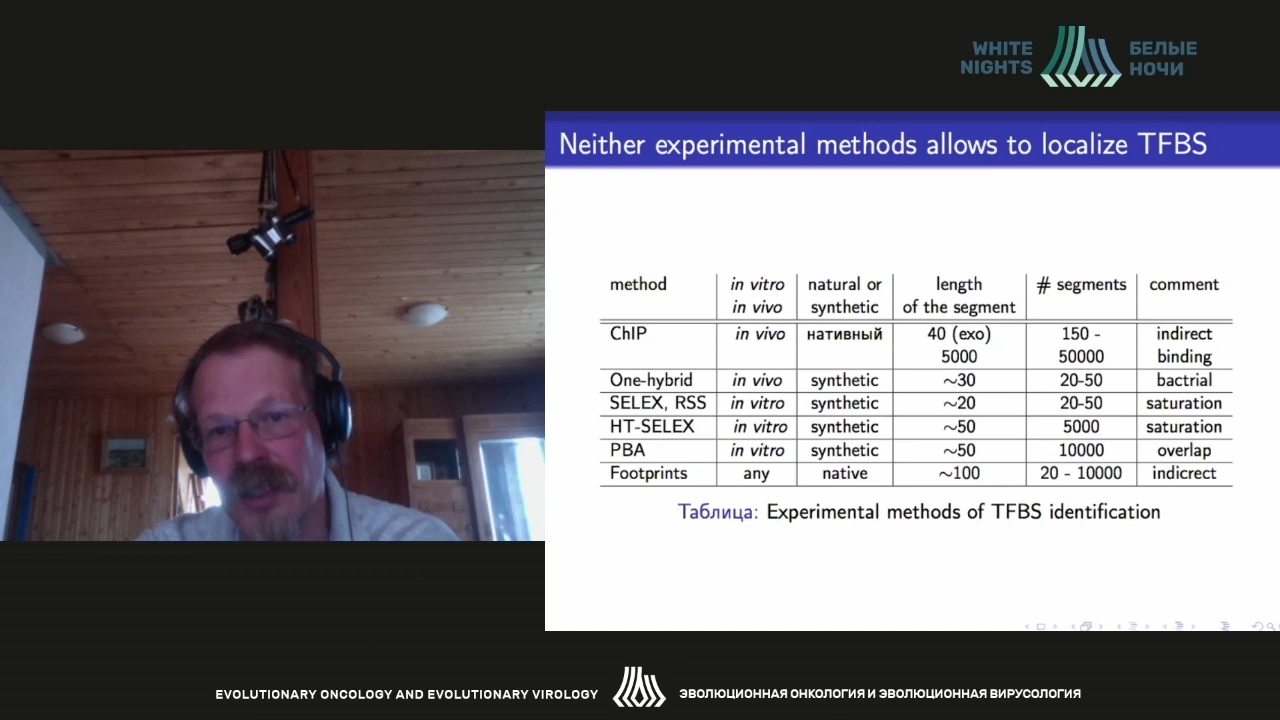 WHITE
NIGHTS
БЕЛЫЕ
НОЧИ
Neither experimental methods allows to localize TFBS
method in vitro natural or length # segments comment
in vivo synthetic of the segment
ChIP in vivo нативный 40 (exo) 150 - indirect
5000 50000 binding
One-hybrid in vivo synthetic ~30 20-50 bactrial
SELEX, RSS in vitro synthetic ~20 20-50 saturation
HT-SELEX in vitro synthetic ~50 5000 saturation
PBA in vitro synthetic ~50 10000 overlap
Footprints any native ~100 20 - 10000 indicrect
Таблица: Experimental methods of TFBS identification
EVOLUTIONARY ONCOLOGY AND EVOLUTIONARY VIROLOGY
ЭВОЛЮЦИОННАЯ ОНКОЛОГИЯ И ЭВОЛЮЦИОННАЯ ВИРУСОЛОГИЯ